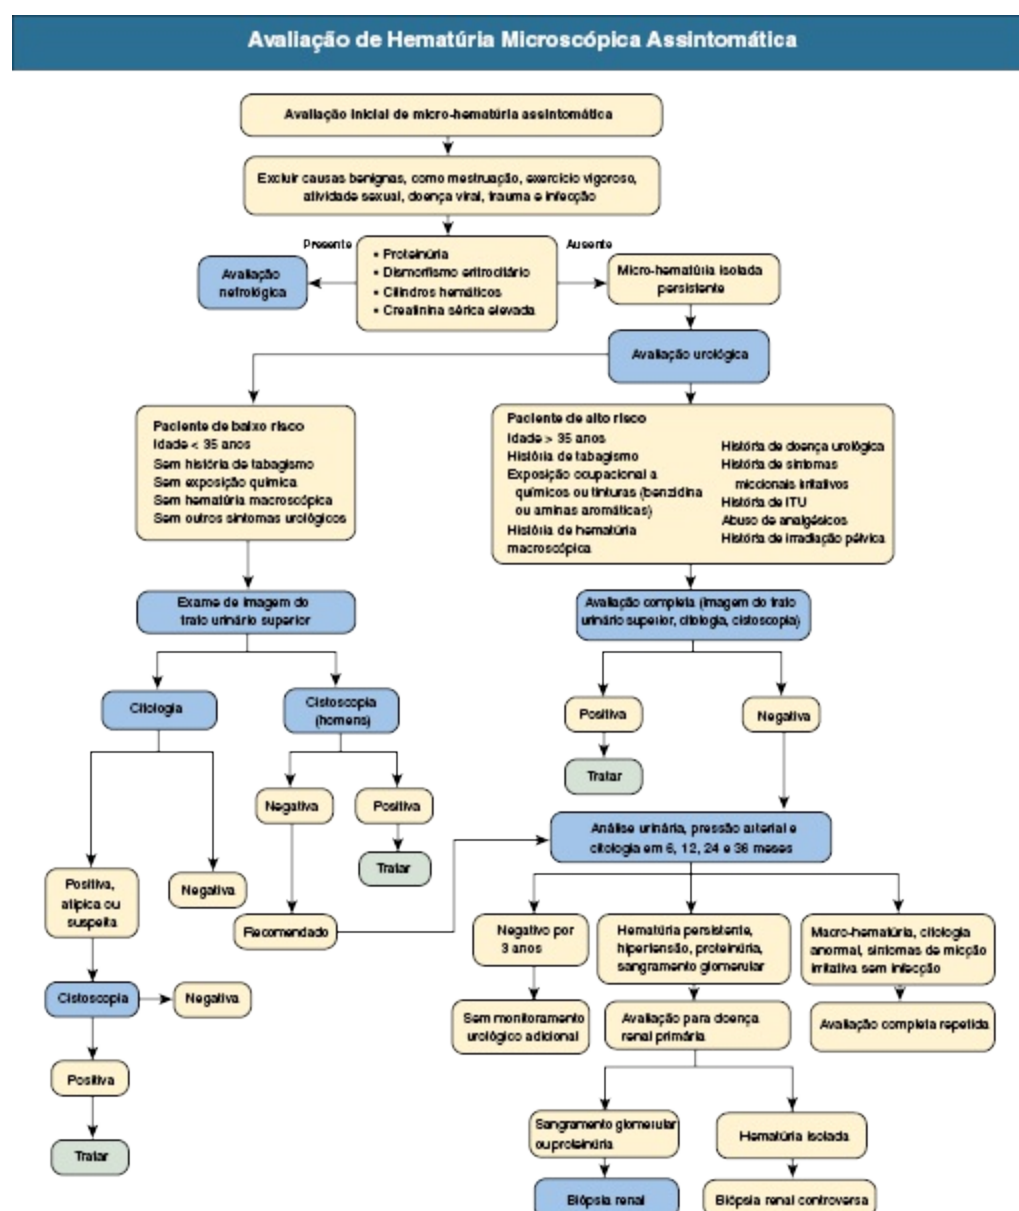 Avaliação de Hematúria Microscópica Assintomática
Avaliação inicial de micro-hematúria assintomática
Excluir causas benignas, como mestruação, exercício vigoroso,
atividade sexual, doença viral, trauma e infecção
Presente
Ausente
• Proteinúria
• Dismorfismo eritrocitário
• Cilindros hemáticos
• Creatinina sérica elevada
Avaliação
nefrológica
Micro-hematúria isolada
persistente
Avaliação urológica
Paciente de baixo risco
Idade < 35 anos
Sem história de tabagismo
Sem exposição química
Sem hematúria macroscópica
Sem outros sintomas urológicos
Paciente de alto risco
Idade > 35 anos
História de tabagismo
Exposição ocupacional a
químicos ou tinturas (benzidina
ou aminas aromáticas)
História de hematúria
macroscópica
História de doença urológica
História de sintomas
miccionais irritativos
História de ITU
Abuso de analgésicos
História de irradiação pélvica
Exame de imagem do
trato urinário superior
Avaliação completa (imagem do trato
urinário superior, citologia, cistoscopia)
Citologia
Cistoscopia
(homens)
Positiva
Negativa
Tratar
Negativa
Positiva
Tratar
Análise urinária, pressão arterial e
citologia em 6, 12, 24 e 36 meses
Positiva,
atípica ou
suspeita
Negativa
Recomendado
Negativo por
3 anos
Hematúria persistente,
hipertensão, proteinúria,
sangramento glomerular
Macro-hematúria, citologia
anormal, sintomas de micção
irritativa sem infecção
Cistoscopia
Negativa
Sem monitoramento
urológico adicional
Avaliação para doença
renal primária
Avaliação completa repetida
Positiva
Tratar
Sangramento glomerular
ou proteinúria
Hematúria isolada
Biópsia renal
Biópsia renal controversa